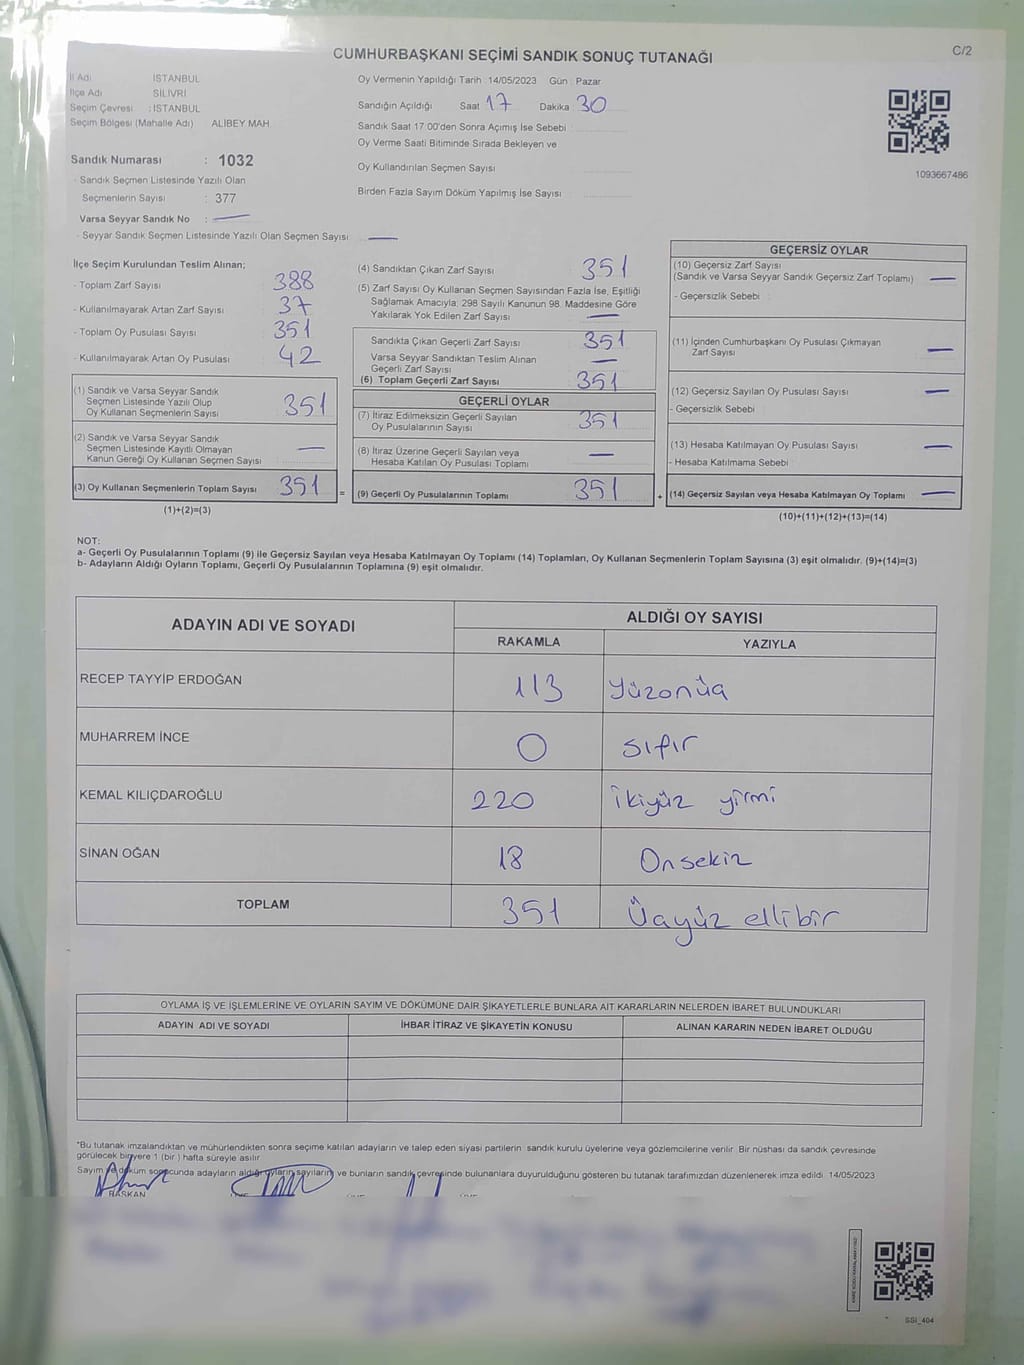 CUMHURBAŞKANI SEÇİMİ SANDIK SONUÇ TUTANAĞI
C/2
İl Adı İSTANBUL
İlçe Adı SİLİVRİ
Seçim Çevresi : İSTANBUL
Seçim Bölgesi (Mahalle Adı) ALİBEY MAH
Sandık Numarası : 1032
- Sandık Seçmen Listesinde Yazılı Olan
Seçmenlerin Sayısı : 377
Varsa Seyyar Sandık No : —
- Seyyar Sandık Seçmen Listesinde Yazılı Olan Seçmen Sayısı —
Oy Vermenin Yapıldığı Tarih : 14/05/2023 Gün : Pazar
Sandığın Açıldığı Saat 17 Dakika : 30
Sandık Saat 17:00'den Sonra Açımış İse Sebebi
Oy Verme Saati Bitiminde Sırada Bekleyen ve
Oy Kullandırılan Seçmen Sayısı
Birden Fazla Sayım Döküm Yapılmış İse Sayısı
1093667486
İlçe Seçim Kurulundan Teslim Alınan;
- Toplam Zarf Sayısı 388
- Kullanılmayarak Artan Zarf Sayısı 37
- Toplam Oy Pusulası Sayısı 351
- Kullanılmayarak Artan Oy Pusulası 42
(1) Sandık ve Varsa Seyyar Sandık
Seçmen Listesinde Yazılı Olup
Oy Kullanan Seçmenlerin Sayısı 351
(2) Sandık ve Varsa Seyyar Sandık
Seçmen Listesinde Kayıtlı Olmayan
Kanun Gereği Oy Kullanan Seçmen Sayısı —
(3) Oy Kullanan Seçmenlerin Toplam Sayısı 351 =
(1)+(2)=(3)
(4) Sandıktan Çıkan Zarf Sayısı 351
(5) Zarf Sayısı Oy Kullanan Seçmen Sayısından Fazla İse, Eşitliği
Sağlamak Amacıyla; 298 Sayılı Kanunun 98. Maddesine Göre
Yakılarak Yok Edilen Zarf Sayısı —
Sandıkta Çıkan Geçerli Zarf Sayısı 351
Varsa Seyyar Sandıktan Teslim Alınan
Geçerli Zarf Sayısı —
(6) Toplam Geçerli Zarf Sayısı 351
GEÇERLİ OYLAR
(7) İtiraz Edilmeksizin Geçerli Sayılan
Oy Pusulalarının Sayısı 351
(8) İtiraz Üzerine Geçerli Sayılan veya
Hesaba Katılan Oy Pusulası Toplamı —
(9) Geçerli Oy Pusulalarının Toplamı 351 +
GEÇERSİZ OYLAR
(10) Geçersiz Zarf Sayısı
(Sandık ve Varsa Seyyar Sandık Geçersiz Zarf Toplamı) —
- Geçersizlik Sebebi :
(11) İçinden Cumhurbaşkanı Oy Pusulası Çıkmayan
Zarf Sayısı —
(12) Geçersiz Sayılan Oy Pusulası Sayısı —
- Geçersizlik Sebebi
(13) Hesaba Katılmayan Oy Pusulası Sayısı —
- Hesaba Katılmama Sebebi
(14) Geçersiz Sayılan veya Hesaba Katılmayan Oy Toplamı —
(10)+(11)+(12)+(13)=(14)
NOT:
a- Geçerli Oy Pusulalarının Toplamı (9) ile Geçersiz Sayılan veya Hesaba Katılmayan Oy Toplamı (14) Toplamları, Oy Kullanan Seçmenlerin Toplam Sayısına (3) eşit olmalıdır. (9)+(14)=(3)
b- Adayların Aldığı Oyların Toplamı, Geçerli Oy Pusulalarının Toplamına (9) eşit olmalıdır.
ADAYIN ADI VE SOYADI
ALDIĞI OY SAYISI
RAKAMLA YAZIYLA
RECEP TAYYİP ERDOĞAN 113 Yüzonüç
MUHARREM İNCE 0 sıfır
KEMAL KILIÇDAROĞLU 220 ikiyüz yirmi
SİNAN OĞAN 18 Onsekiz
TOPLAM 351 Üçyüz ellibir
OYLAMA İŞ VE İŞLEMLERİNE VE OYLARIN SAYIM VE DÖKÜMÜNE DAİR ŞİKAYETLERLE BUNLARA AİT KARARLARIN NELERDEN İBARET BULUNDUKLARI
ADAYIN ADI VE SOYADI İHBAR İTİRAZ VE ŞİKAYETİN KONUSU ALINAN KARARIN NEDEN İBARET OLDUĞU
*Bu tutanak imzalandıktan ve mühürlendikten sonra seçime katılan adayların ve talep eden siyasi partilerin sandık kurulu üyelerine veya gözlemcilerine verilir. Bir nüshası da sandık çevresinde
görülecek bir yere 1 (bir ) hafta süreyle asılır
Sayım ve döküm sonucunda adayların aldığı oyların sayıların ve bunların sandık çevresinde bulunanlara duyurulduğunu gösteren bu tutanak tarafımızdan düzenlenerek imza edildi 14/05/2023
BAŞKAN
SSİ_404